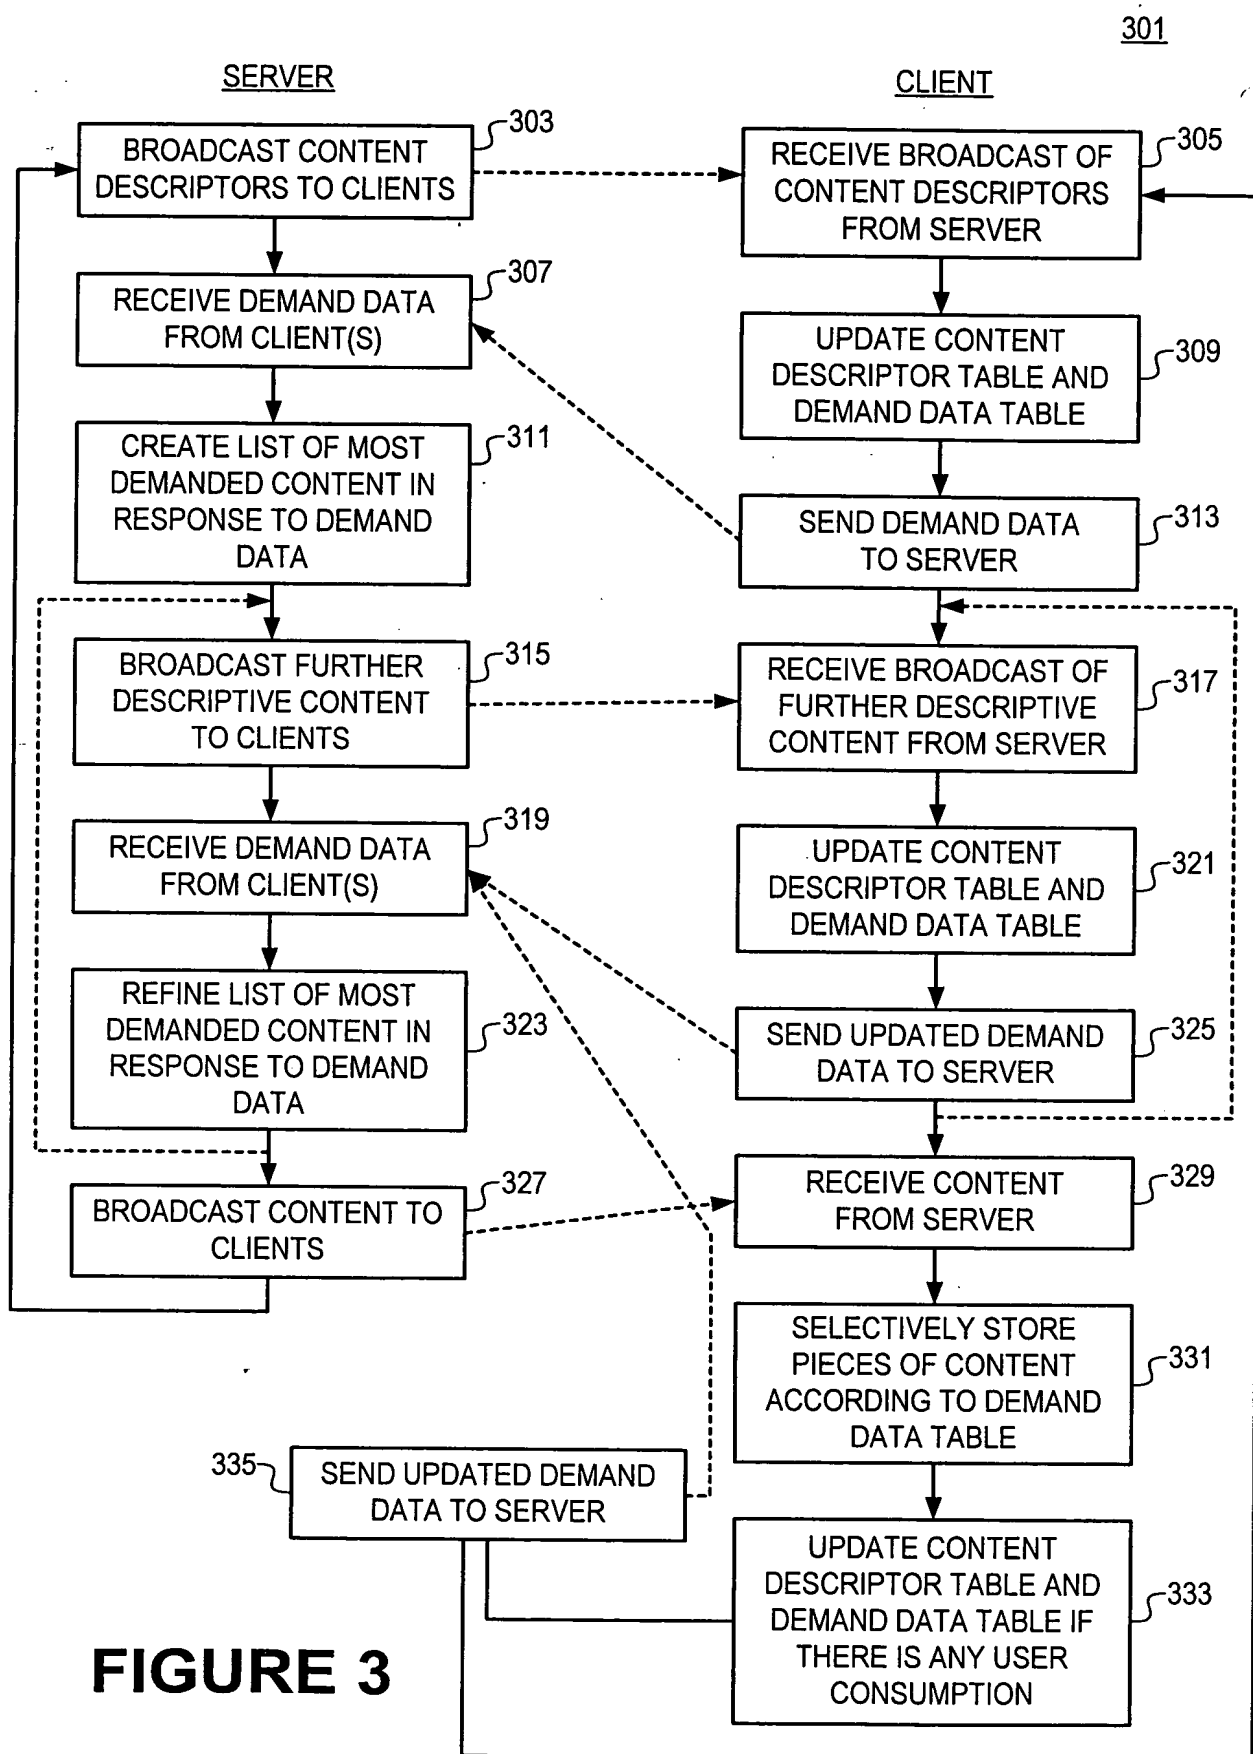 301
SERVER
CLIENT
303
BROADCAST CONTENT
DESCRIPTORS TO CLIENTS
305
RECEIVE BROADCAST OF
CONTENT DESCRIPTORS
FROM SERVER
307
RECEIVE DEMAND DATA
FROM CLIENT(S)
309
UPDATE CONTENT
DESCRIPTOR TABLE AND
DEMAND DATA TABLE
311
CREATE LIST OF MOST
DEMANDED CONTENT IN
RESPONSE TO DEMAND
DATA
313
SEND DEMAND DATA
TO SERVER
315
BROADCAST FURTHER
DESCRIPTIVE CONTENT
TO CLIENTS
317
RECEIVE BROADCAST OF
FURTHER DESCRIPTIVE
CONTENT FROM SERVER
319
RECEIVE DEMAND DATA
FROM CLIENT(S)
321
UPDATE CONTENT
DESCRIPTOR TABLE AND
DEMAND DATA TABLE
323
REFINE LIST OF MOST
DEMANDED CONTENT IN
RESPONSE TO DEMAND
DATA
325
SEND UPDATED DEMAND
DATA TO SERVER
327
BROADCAST CONTENT TO
CLIENTS
329
RECEIVE CONTENT
FROM SERVER
331
SELECTIVELY STORE
PIECES OF CONTENT
ACCORDING TO DEMAND
DATA TABLE
335
SEND UPDATED DEMAND
DATA TO SERVER
333
UPDATE CONTENT
DESCRIPTOR TABLE AND
DEMAND DATA TABLE IF
THERE IS ANY USER
CONSUMPTION
FIGURE 3